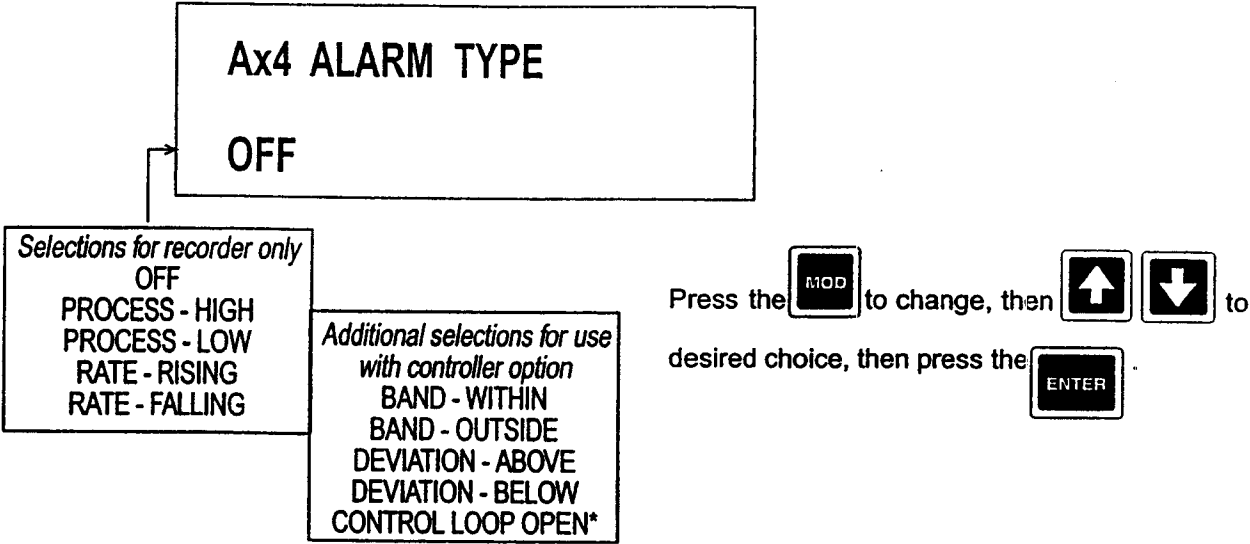 Ax4 ALARM TYPE
OFF
Selections for recorder only
OFF
PROCESS - HIGH
PROCESS - LOW
RATE - RISING
RATE - FALLING
Additional selections for use
with controller option
BAND - WITHIN
BAND - OUTSIDE
DEVIATION - ABOVE
DEVIATION - BELOW
CONTROL LOOP OPEN*
Press the MOD to change, then to
desired choice, then press the ENTER .